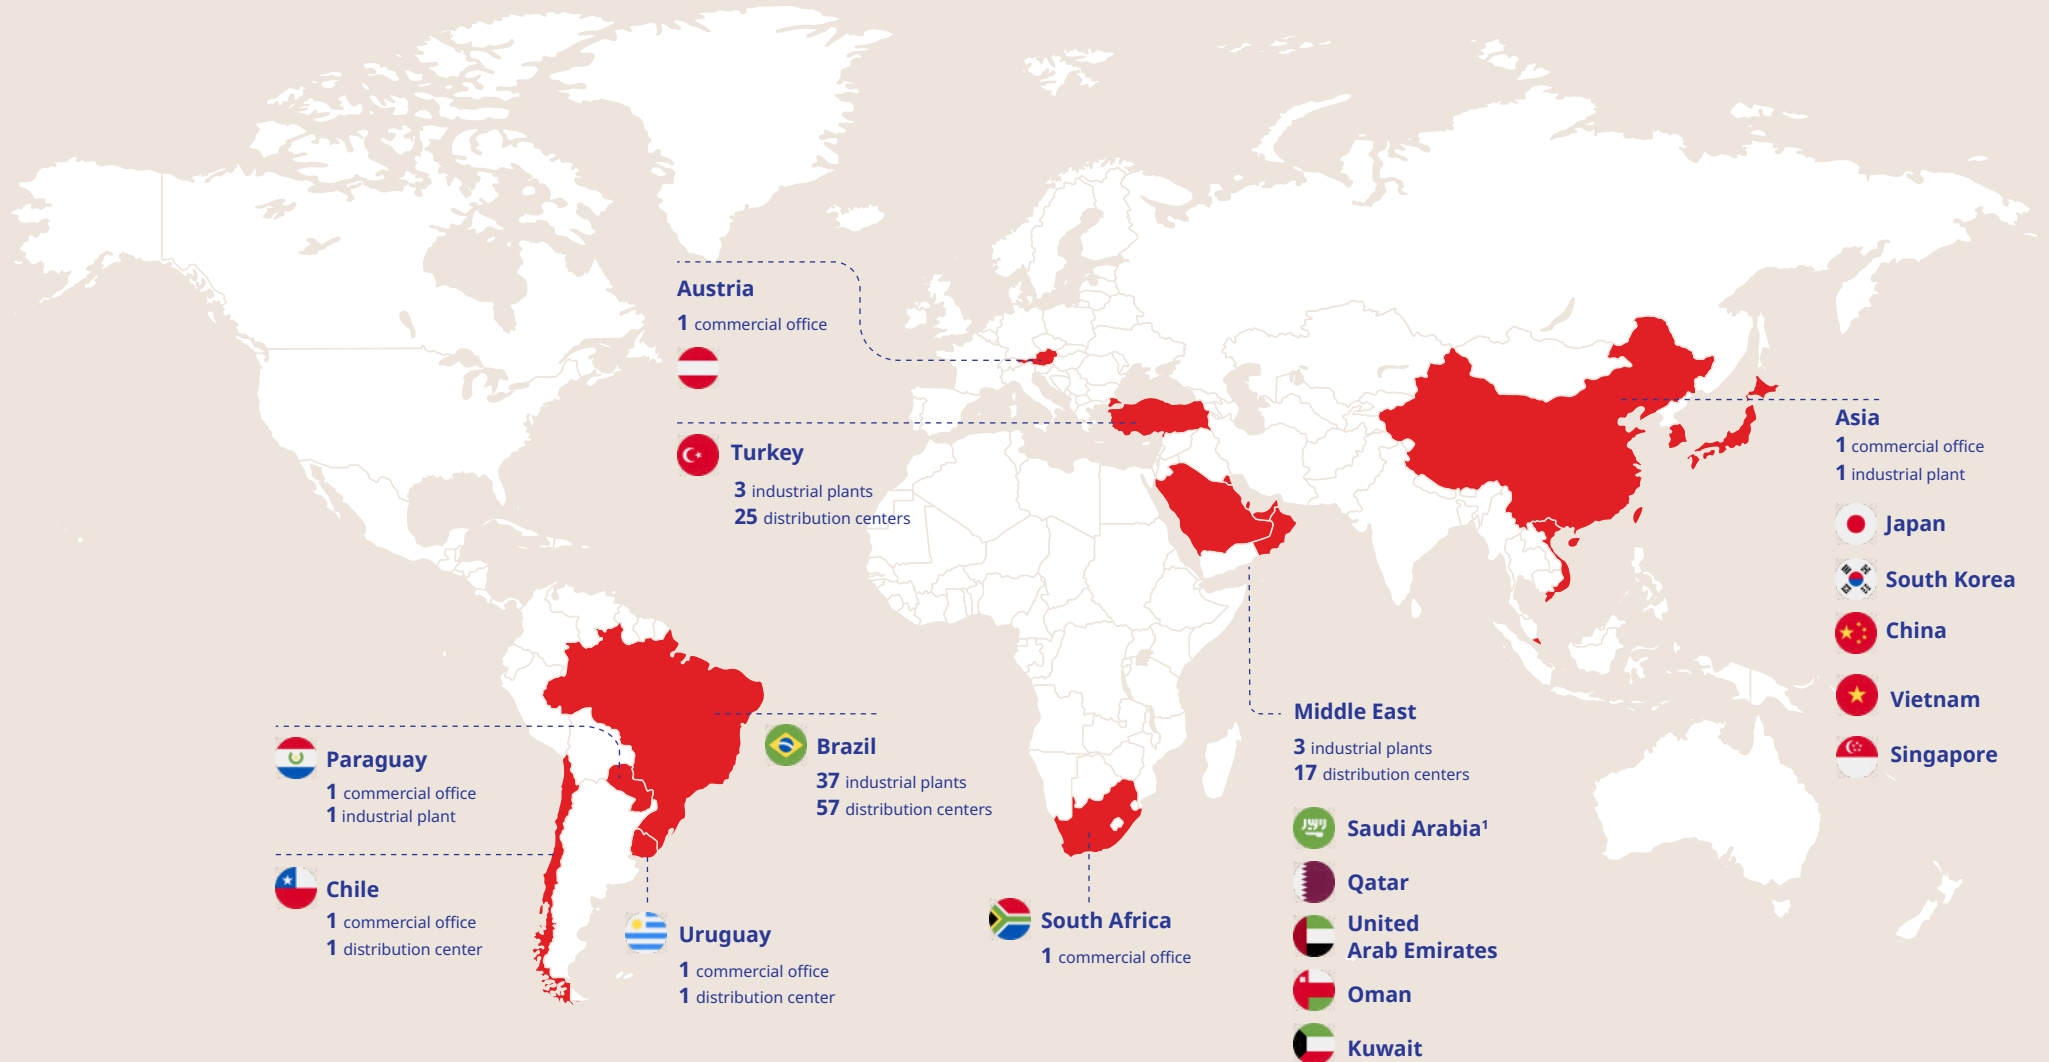 Austria
1 commercial office
Turkey
3 industrial plants
25 distribution centers
Asia
1 commercial office
1 industrial plant
Japan
South Korea
China
Vietnam
Singapore
Paraguay
1 commercial office
1 industrial plant
Brazil
37 industrial plants
57 distribution centers
Middle East
3 industrial plants
17 distribution centers
Saudi Arabia¹
Qatar
United
Arab Emirates
Oman
Kuwait
Chile
1 commercial office
1 distribution center
Uruguay
1 commercial office
1 distribution center
South Africa
1 commercial office